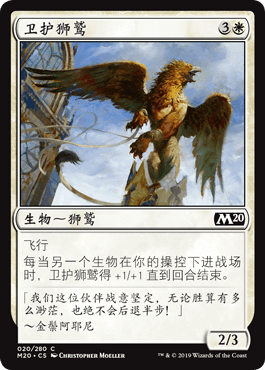 卫护狮鹫 3
生物~狮鹫 M20
飞行
每当另一个生物在你的操控下进战场
时,卫护狮鹫得+1/+1直到回合结束。
「我们这位伙伴战意坚定,无论胜算有多
么渺茫,也绝不会后退半步!」
~金鬃阿耶尼
2/3
020/280 C
M20 • CS CHRISTOPHER MOELLER
™ & © 2019 Wizards of the Coast